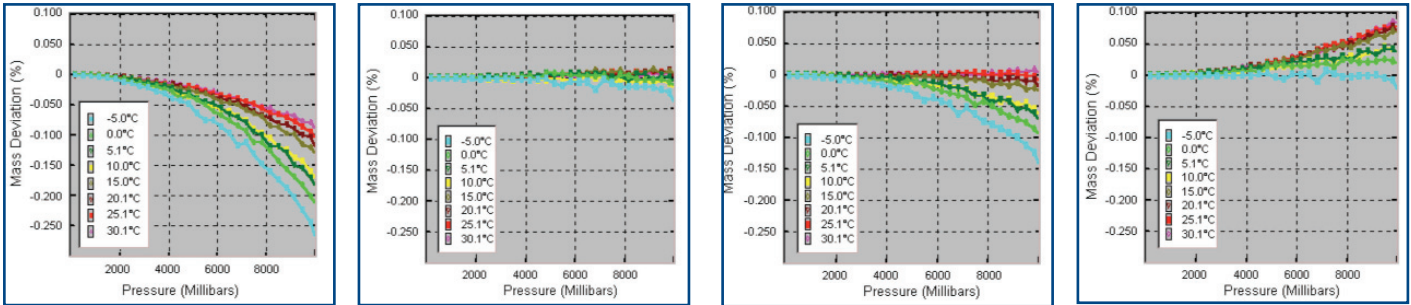 0.100
0.050
0
-0.050
-0.100
-0.150
-0.200
-0.250
Mass Deviation (%)
-5.0°C
0.0°C
5.1°C
10.0°C
15.0°C
20.1°C
25.1°C
30.1°C
2000 4000 6000 8000
Pressure (Millibars)
0.100
0.050
0
-0.050
-0.100
-0.150
-0.200
-0.250
Mass Deviation (%)
-5.0°C
0.0°C
5.1°C
10.0°C
15.0°C
20.1°C
25.1°C
30.1°C
2000 4000 6000 8000
Pressure (Millibars)
0.100
0.050
0
-0.050
-0.100
-0.150
-0.200
-0.250
Mass Deviation (%)
-5.0°C
0.0°C
5.1°C
10.0°C
15.0°C
20.1°C
25.1°C
30.1°C
2000 4000 6000 8000
Pressure (Millibars)
0.100
0.050
0
-0.050
-0.100
-0.150
-0.200
-0.250
Mass Deviation (%)
-5.0°C
0.0°C
5.1°C
10.0°C
15.0°C
20.1°C
25.1°C
30.1°C
2000 4000 6000 8000
Pressure (Millibars)